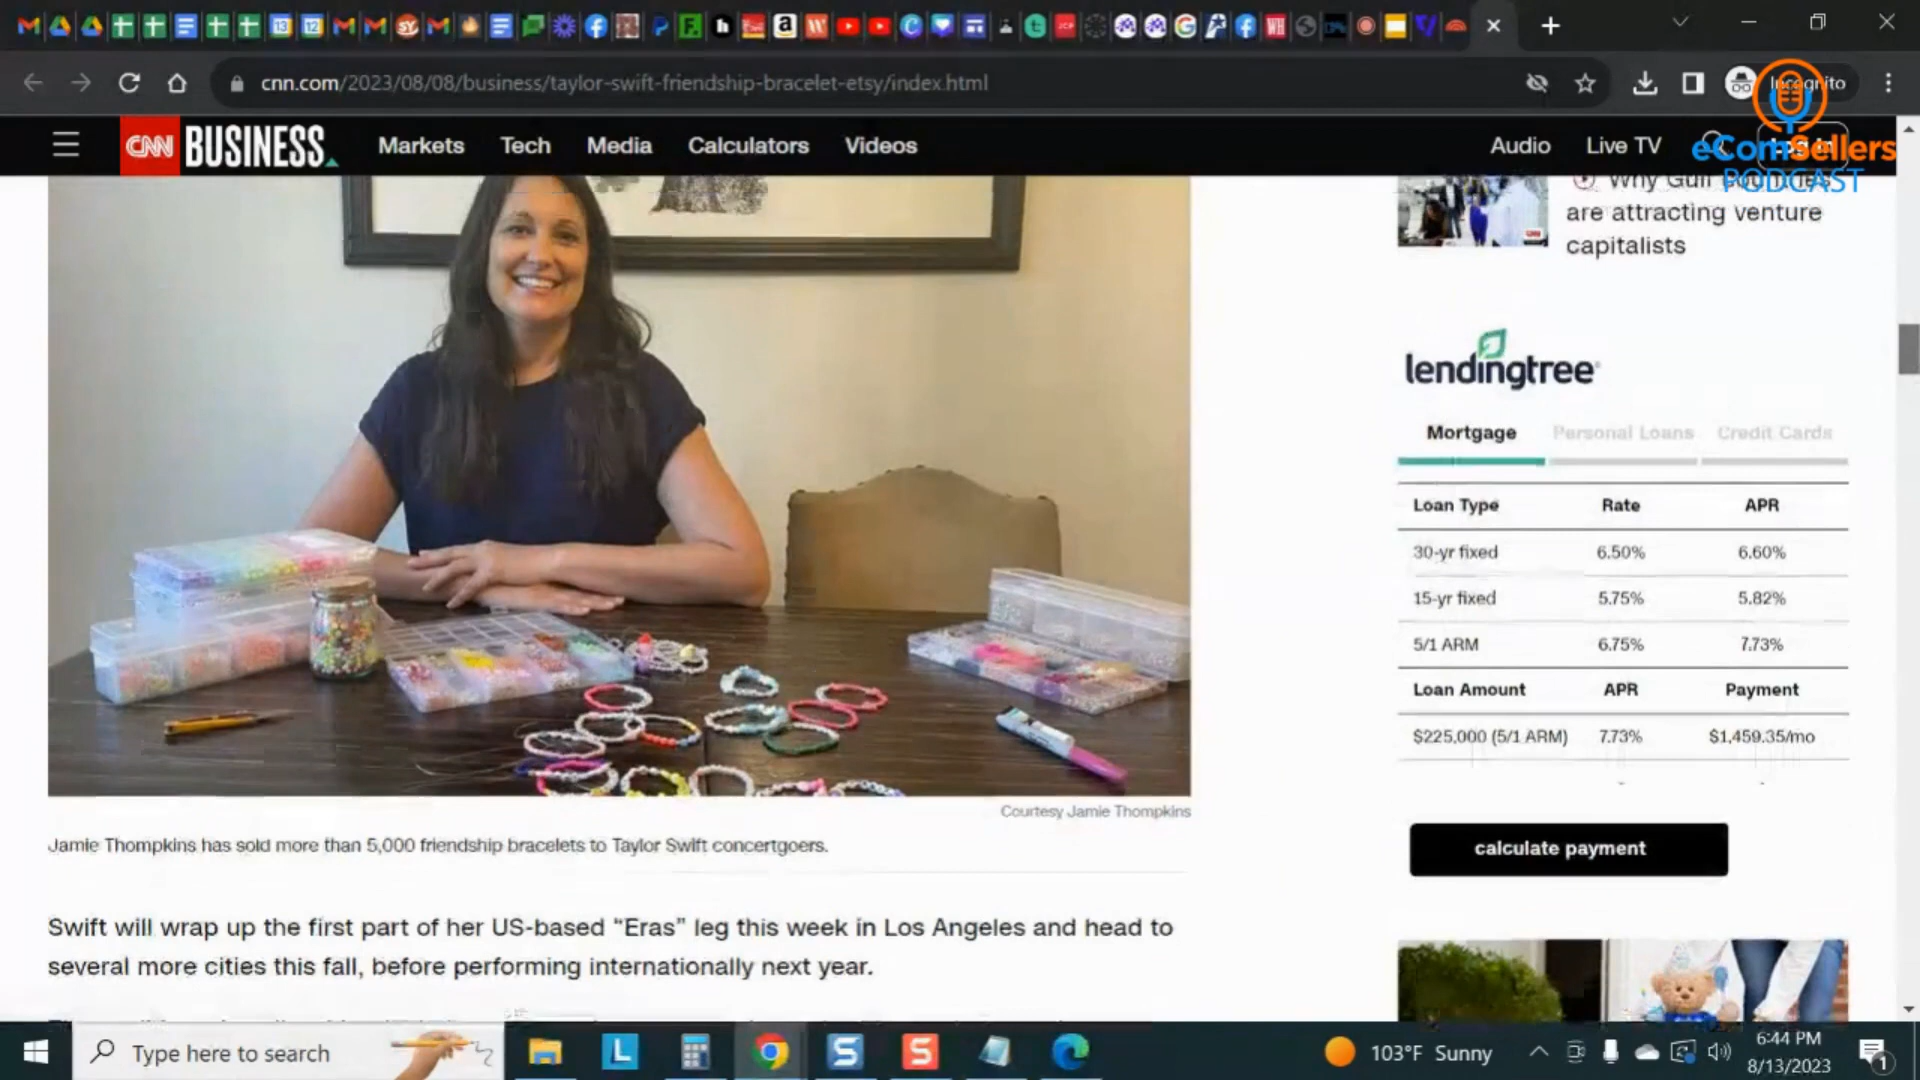 cnn.com/2023/08/08/business/taylor-swift-friendship-bracelet-etsy/index.html
Incognito
CNN BUSINESS
Markets
Tech
Media
Calculators
Videos
Audio
Live TV
Log In
eComSellers
PODCAST
Why Gulf countries
are attracting venture
capitalists
lendingtree
Mortgage Personal Loans Credit Cards
Loan Type Rate APR
30-yr fixed 6.50% 6.60%
15-yr fixed 5.75% 5.82%
5/1 ARM 6.75% 7.73%
Loan Amount APR Payment
$225,000 (5/1 ARM) 7.73% $1,459.35/mo
calculate payment
Courtesy Jamie Thompkins
Jamie Thompkins has sold more than 5,000 friendship bracelets to Taylor Swift concertgoers.
Swift will wrap up the first part of her US-based “Eras” leg this week in Los Angeles and head to
several more cities this fall, before performing internationally next year.
Type here to search
103°F Sunny
6:44 PM
8/13/2023
1